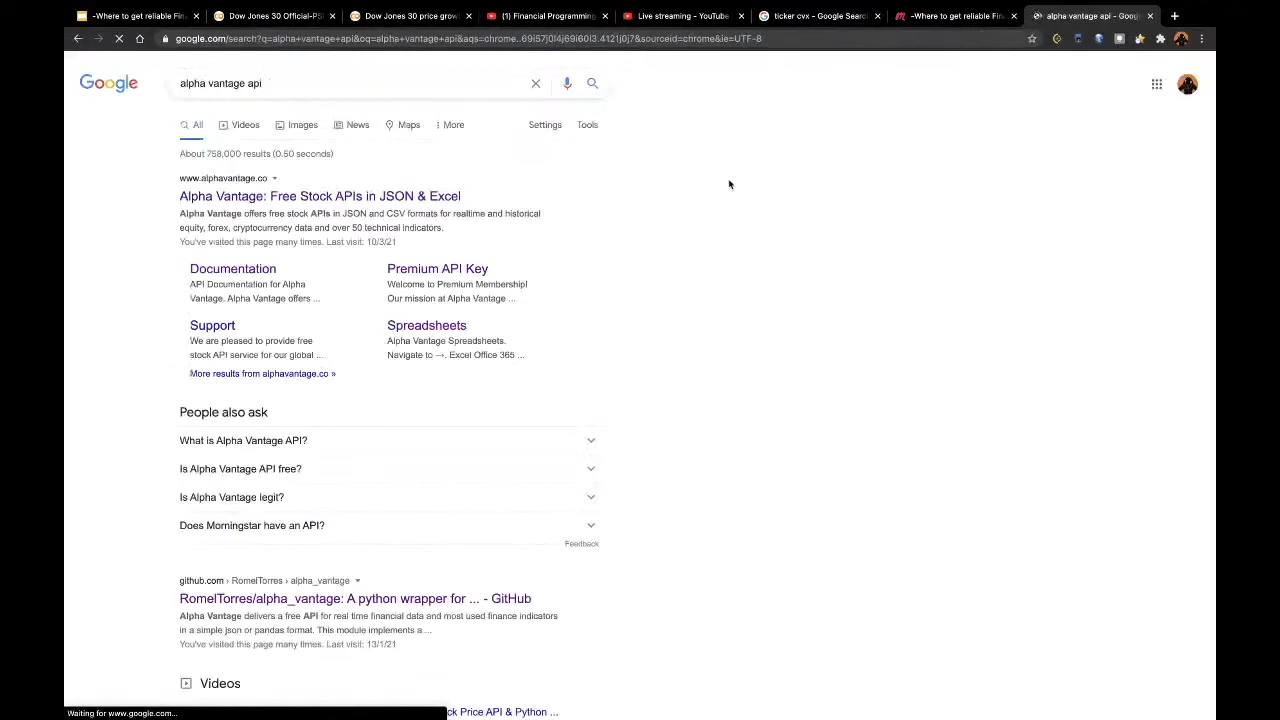 -Where to get reliable Fin
Dow Jones 30 Official-PS
Dow Jones 30 price grow
(1) Financial Programming
Live streaming - YouTube
ticker cvx - Google Search
-Where to get reliable Fin
alpha vantage api - Goog
google.com/search?q=alpha+vantage+api&oq=alpha+vantage+api&aqs=chrome..69i57j0l4j69i60l3.4121j0j7&sourceid=chrome&ie=UTF-8
Google
alpha vantage api
All
Videos
Images
News
Maps
More
Settings
Tools
About 758,000 results (0.50 seconds)
www.alphavantage.co
Alpha Vantage: Free Stock APIs in JSON & Excel
Alpha Vantage offers free stock APIs in JSON and CSV formats for realtime and historical
equity, forex, cryptocurrency data and over 50 technical indicators.
You've visited this page many times. Last visit: 10/3/21
Documentation
API Documentation for Alpha
Vantage. Alpha Vantage offers ...
Premium API Key
Welcome to Premium Membership!
Our mission at Alpha Vantage ...
Support
We are pleased to provide free
stock API service for our global ...
Spreadsheets
Alpha Vantage Spreadsheets.
Navigate to →. Excel Office 365 ...
More results from alphavantage.co »
People also ask
What is Alpha Vantage API?
Is Alpha Vantage API free?
Is Alpha Vantage legit?
Does Morningstar have an API?
Feedback
github.com › RomelTorres › alpha_vantage
RomelTorres/alpha_vantage: A python wrapper for ... - GitHub
Alpha Vantage delivers a free API for real time financial data and most used finance indicators
in a simple json or pandas format. This module implements a ...
You've visited this page many times. Last visit: 13/1/21
Videos
ck Price API & Python ...
Waiting for www.google.com...